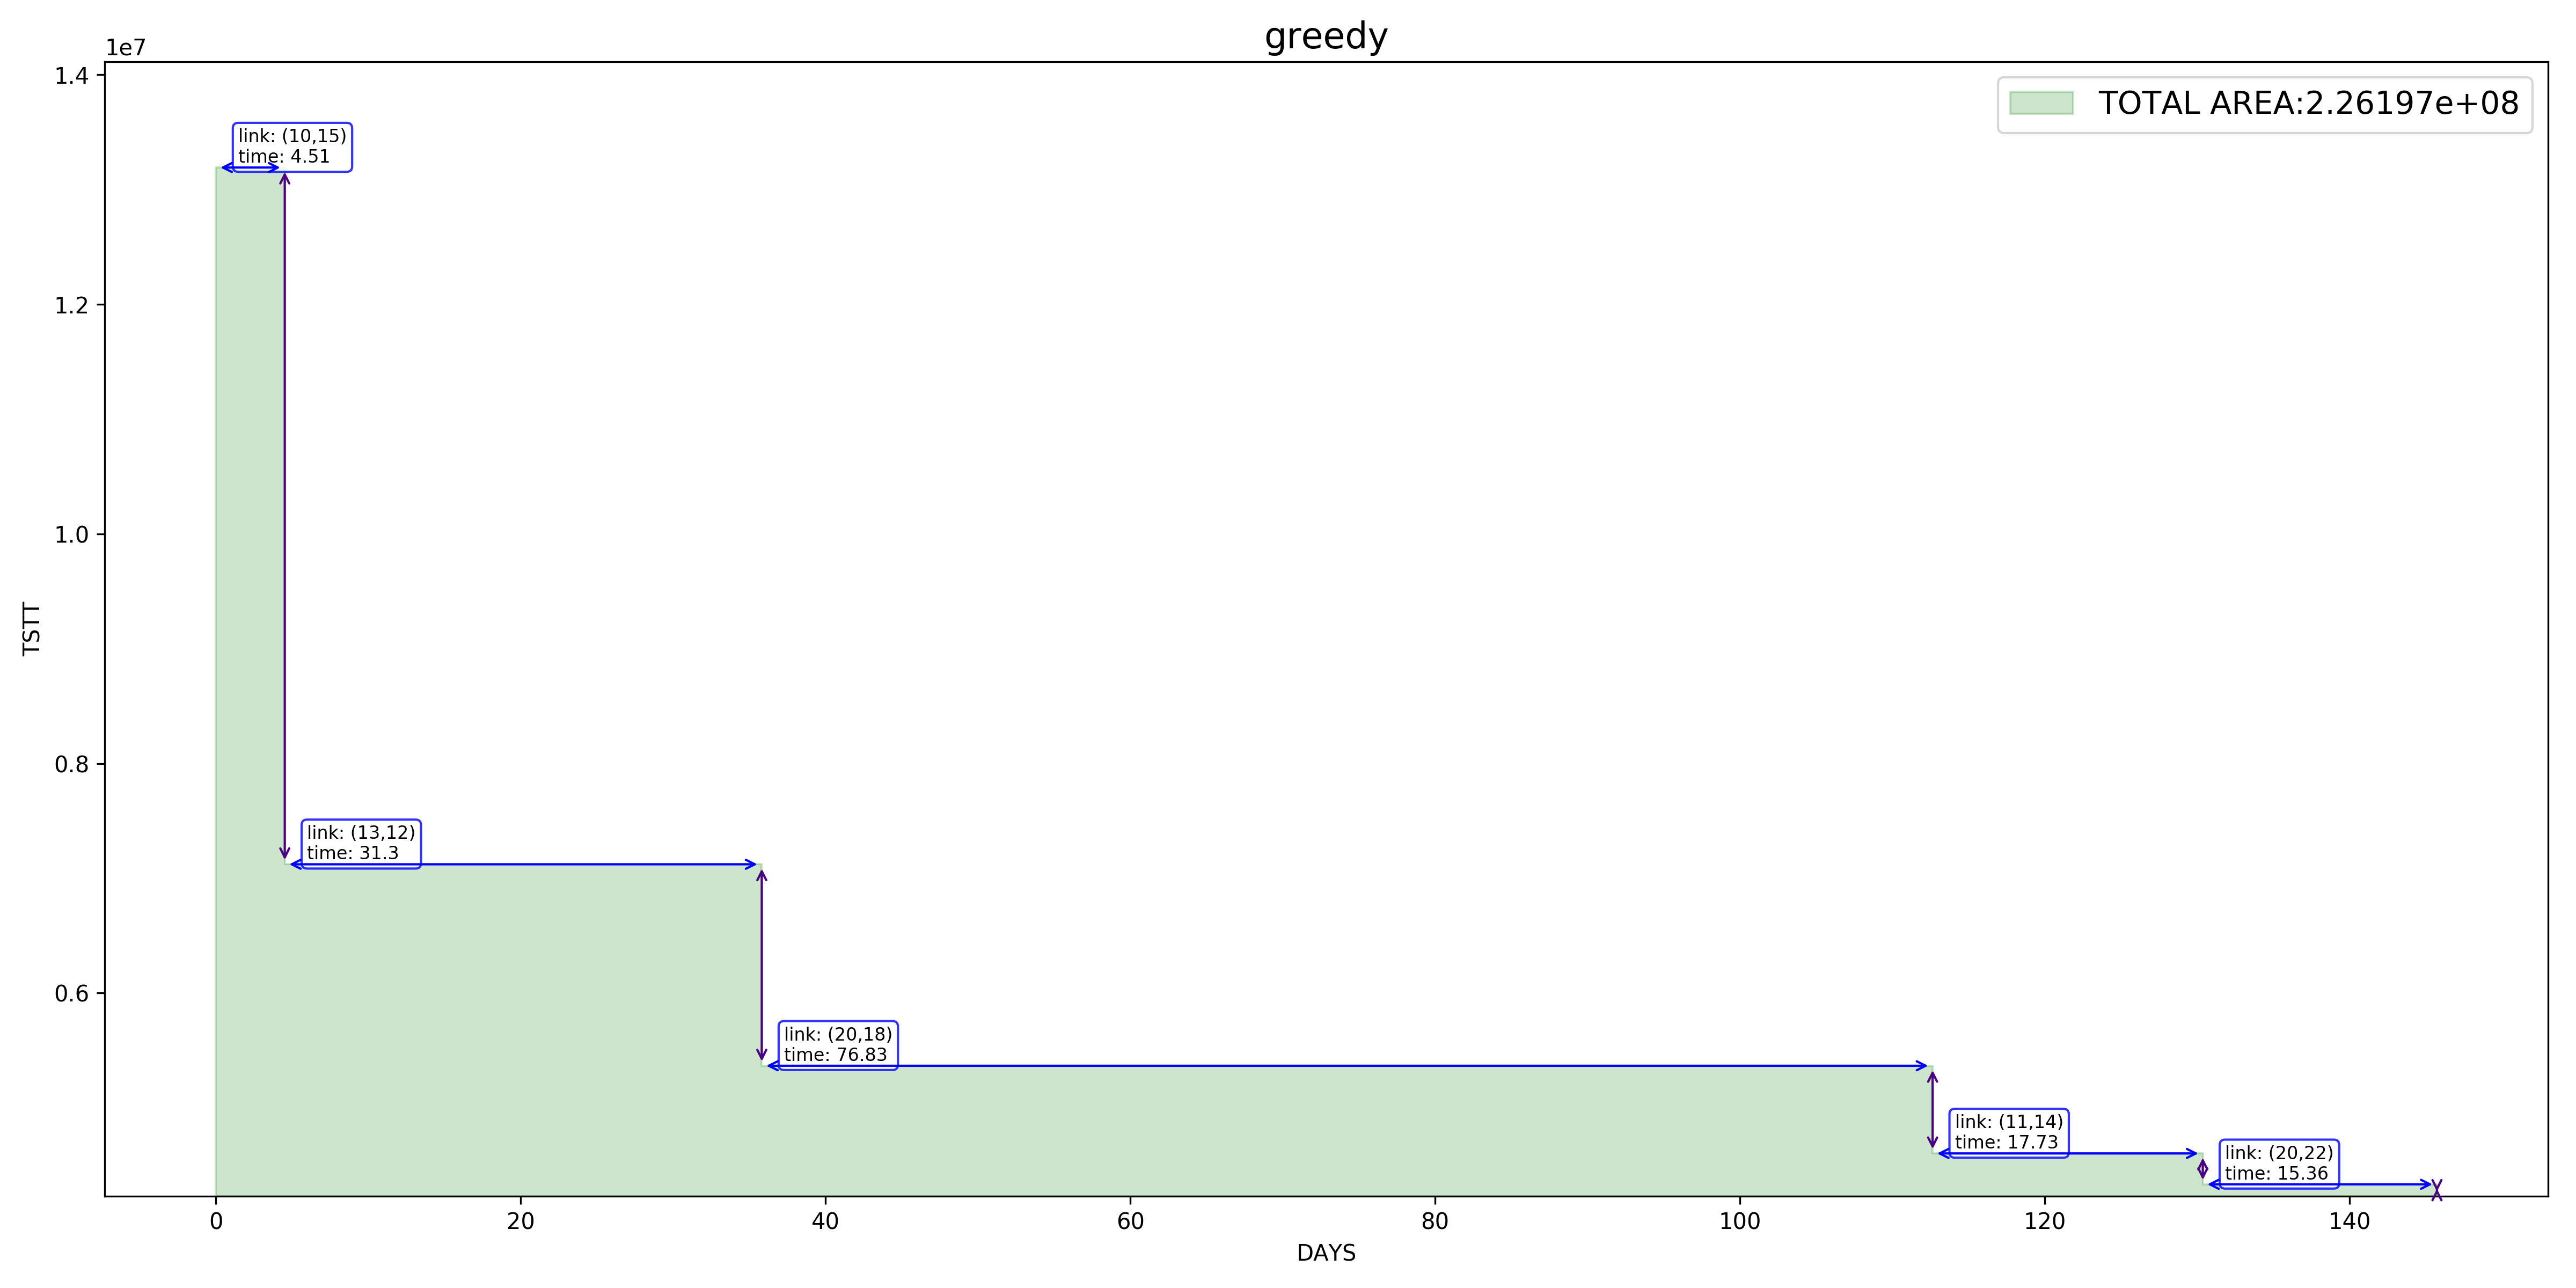 greedy
1e7
1.4
1.2
1.0
0.8
0.6
TSTT
TOTAL AREA:2.26197e+08
link: (10,15)
time: 4.51
link: (13,12)
time: 31.3
link: (20,18)
time: 76.83
link: (11,14)
time: 17.73
link: (20,22)
time: 15.36
0 20 40 60 80 100 120 140
DAYS